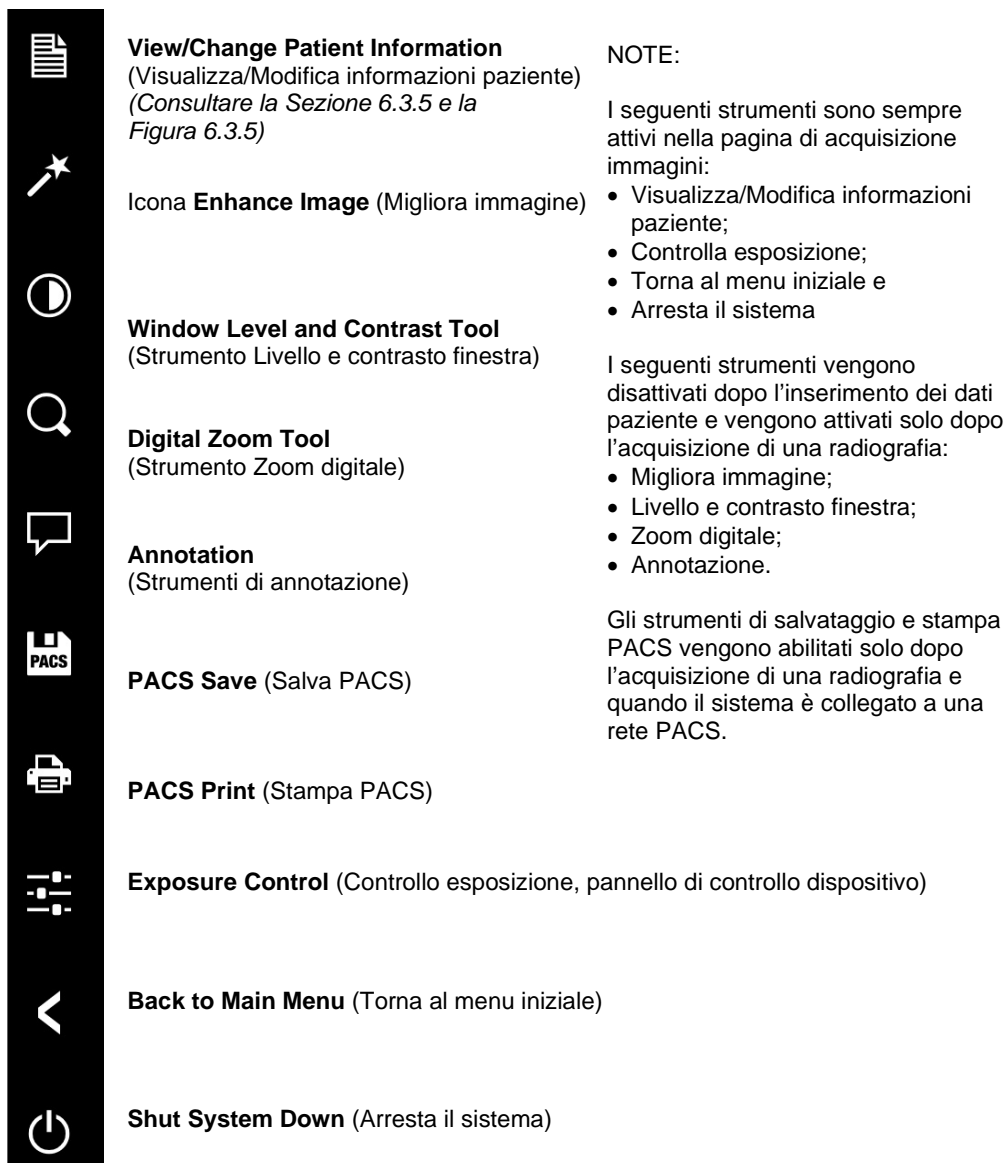 View/Change Patient Information
(Visualizza/Modifica informazioni paziente)
(Consultare la Sezione 6.3.5 e la
Figura 6.3.5)
Icona Enhance Image (Migliora immagine)
Window Level and Contrast Tool
(Strumento Livello e contrasto finestra)
Digital Zoom Tool
(Strumento Zoom digitale)
Annotation
(Strumenti di annotazione)
PACS
PACS Save (Salva PACS)
PACS Print (Stampa PACS)
Exposure Control (Controllo esposizione, pannello di controllo dispositivo)
Back to Main Menu (Torna al menu iniziale)
Shut System Down (Arresta il sistema)
NOTE:
I seguenti strumenti sono sempre
attivi nella pagina di acquisizione
immagini:
• Visualizza/Modifica informazioni
paziente;
• Controlla esposizione;
• Torna al menu iniziale e
• Arresta il sistema
I seguenti strumenti vengono
disattivati dopo l'inserimento dei dati
paziente e vengono attivati solo dopo
l'acquisizione di una radiografia:
• Migliora immagine;
• Livello e contrasto finestra;
• Zoom digitale;
• Annotazione.
Gli strumenti di salvataggio e stampa
PACS vengono abilitati solo dopo
l'acquisizione di una radiografia e
quando il sistema è collegato a una
rete PACS.